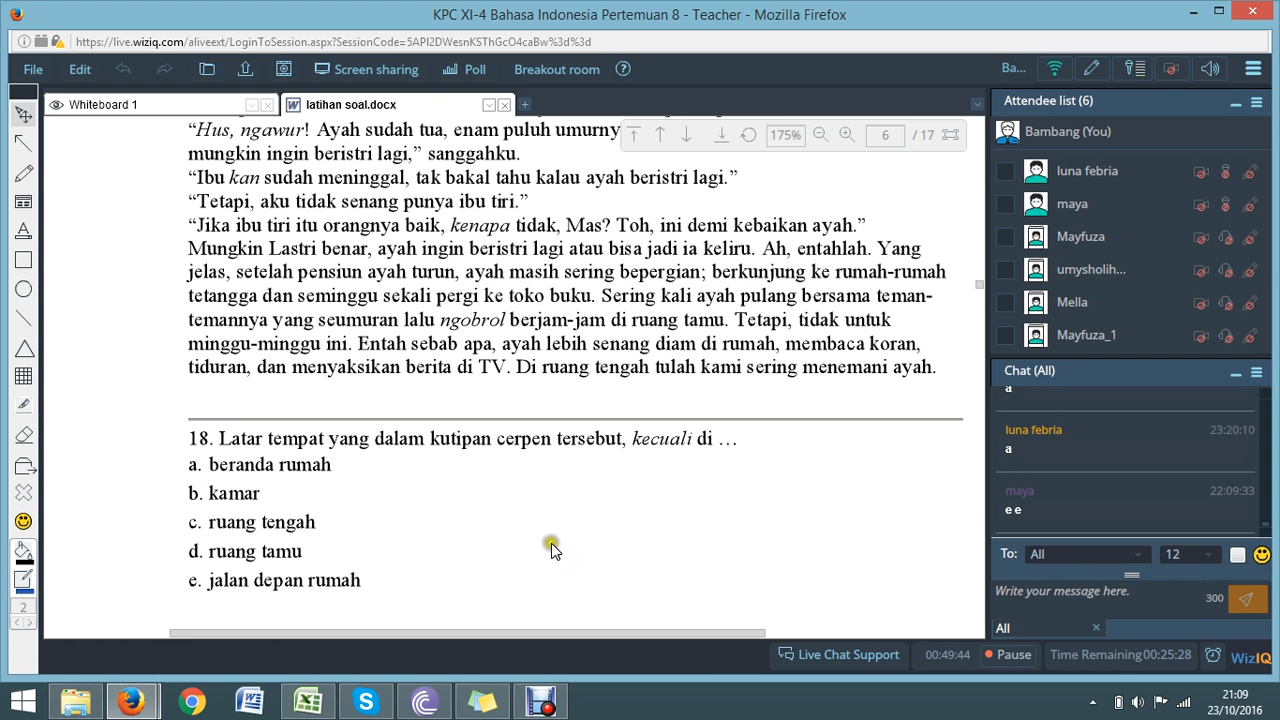 KPC XI-4 Bahasa Indonesia Pertemuan 8 - Teacher - Mozilla Firefox
https://live.wiziq.com/aliveext/LoginToSession.aspx?SessionCode=5API2DWesnKSThGcO4caBw%3d%3d
File Edit Screen sharing Poll Breakout room Ba...
Whiteboard 1 latihan soal.docx
175% 6 / 17
“Hus, ngawur! Ayah sudah tua, enam puluh umurny
mungkin ingin beristri lagi,” sanggahku.
“Ibu kan sudah meninggal, tak bakal tahu kalau ayah beristri lagi.”
“Tetapi, aku tidak senang punya ibu tiri.”
“Jika ibu tiri itu orangnya baik, kenapa tidak, Mas? Toh, ini demi kebaikan ayah.”
Mungkin Lastri benar, ayah ingin beristri lagi atau bisa jadi ia keliru. Ah, entahlah. Yang
jelas, setelah pensiun ayah turun, ayah masih sering bepergian; berkunjung ke rumah-rumah
tetangga dan seminggu sekali pergi ke toko buku. Sering kali ayah pulang bersama teman-
temannya yang seumuran lalu ngobrol berjam-jam di ruang tamu. Tetapi, tidak untuk
minggu-minggu ini. Entah sebab apa, ayah lebih senang diam di rumah, membaca koran,
tiduran, dan menyaksikan berita di TV. Di ruang tengah tulah kami sering menemani ayah.
18. Latar tempat yang dalam kutipan cerpen tersebut, kecuali di …
a. beranda rumah
b. kamar
c. ruang tengah
d. ruang tamu
e. jalan depan rumah
2
Attendee list (6)
Bambang (You)
luna febria
maya
Mayfuza
umysholih...
Mella
Mayfuza_1
Chat (All)
a
luna febria 23:20:10
a
maya 22:09:33
e e
To: All 12
Write your message here. 300
All
Live Chat Support 00:49:44 Pause Time Remaining 00:25:28 WizIQ
21:09
23/10/2016